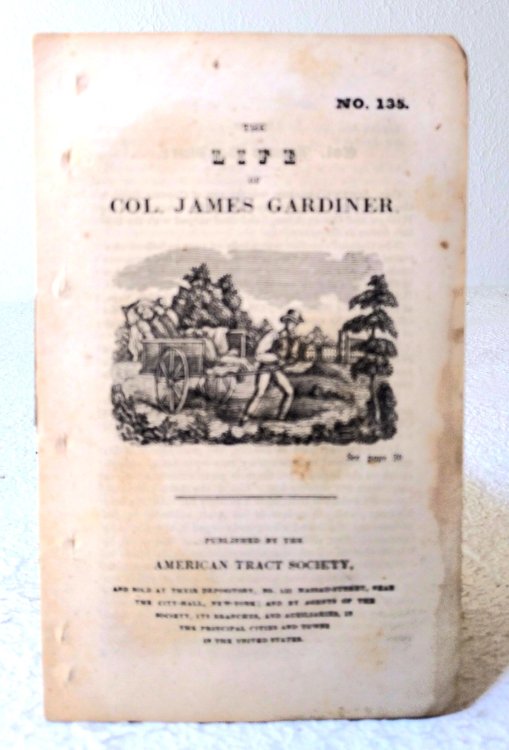 NO. 135.
THE
LIFE
OF
COL. JAMES GARDINER.
See page 20
PUBLISHED BY THE
AMERICAN TRACT SOCIETY,
AND SOLD AT THEIR DEPOSITORY, NO. NASSAU-STREET, NEAR
THE CITY-HALL, NEW-YORK; AND BY AGENTS OF THE
SOCIETY, ITS BRANCHES, AND AUXILIARIES, IN
THE PRINCIPAL CITIES AND TOWNS
IN THE UNITED STATES.